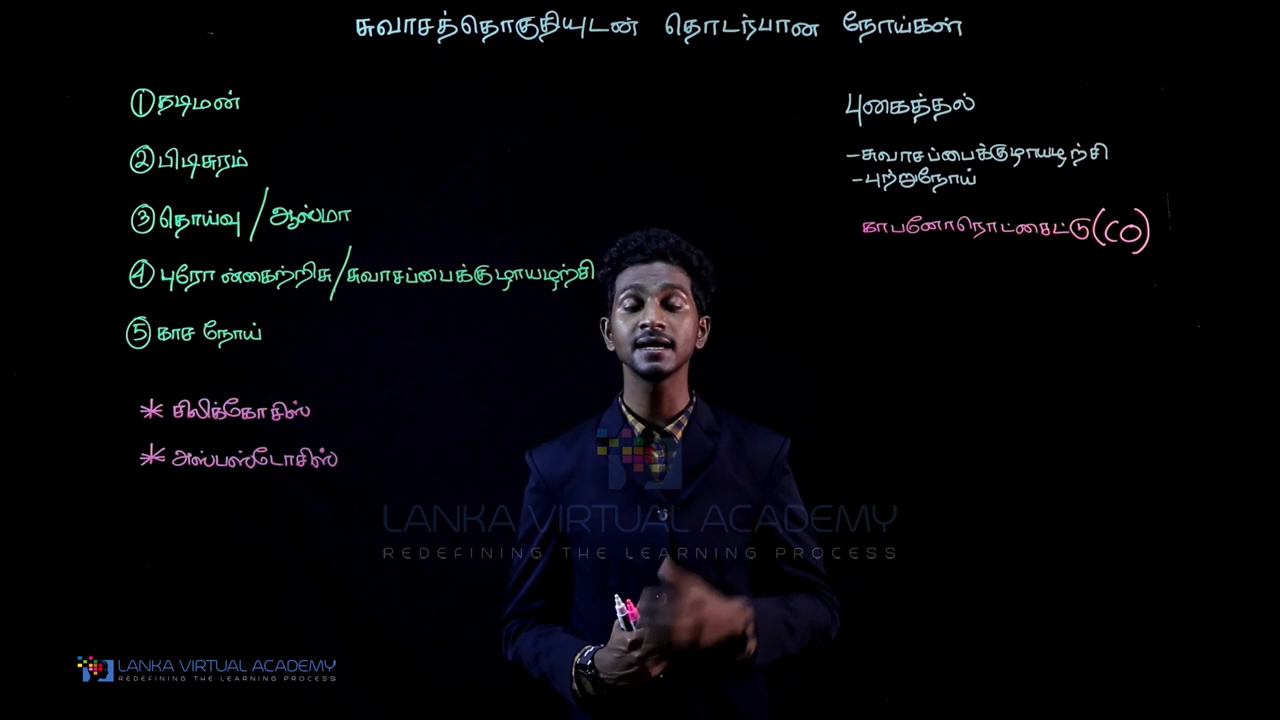 சுவாசத்தொகுதியுடன் தொடர்பான நோய்கள்
① தடிமன்
② பிடிசுரம்
③ தொய்வு / ஆஸ்மா
④ புரோன்கைற்றிசு / சுவாசப்பைக்குழாயழற்சி
⑤ காச நோய்
* சிலிக்கோசிஸ்
* அஸ்பஸ்டோசிஸ்
புகைத்தல்
- சுவாசப்பைக்குழாயழற்சி
- புற்றுநோய்
காபனோரொட்சைட்டு (CO)
LANKA VIRTUAL ACADEMY
REDEFINING THE LEARNING PROCESS
LANKA VIRTUAL ACADEMY
REDEFINING THE LEARNING PROCESS